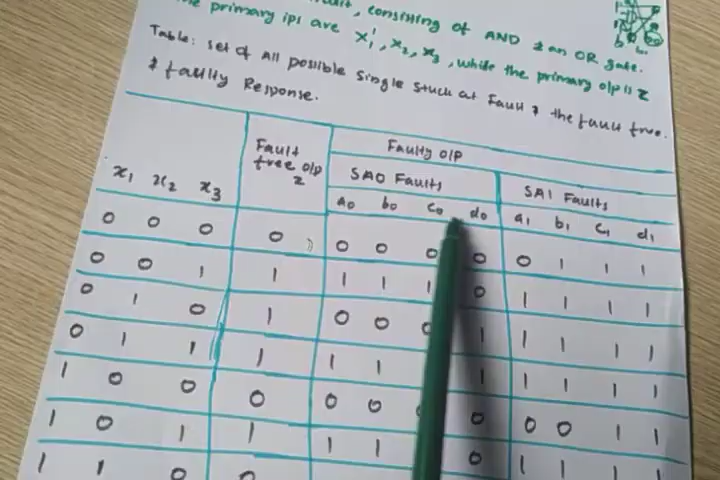 , consisting of AND & an OR gate.
primary ips are x'1, x2, x3, while the primary o/p is z
Table: Set of All possible single stuck at Fault & the fault free.
& faulty Response.
x1 x2 x3 Fault free o/p z Faulty o/p
SA0 Faults SA1 Faults
a0 b0 c0 d0 a1 b1 c1 d1
0 0 0 0 0 0 0 0 0 1 1 1
0 0 1 1 1 1 1 0 1 1 1 1
0 1 0 1 0 0 1 1 1 1 1
0 1 1 1 1 1 1 1 1 1 1
1 0 0 0 0 0 0 0 1 1
1 0 1 1 1 1 0 1 1 1 1
1 1 0 0